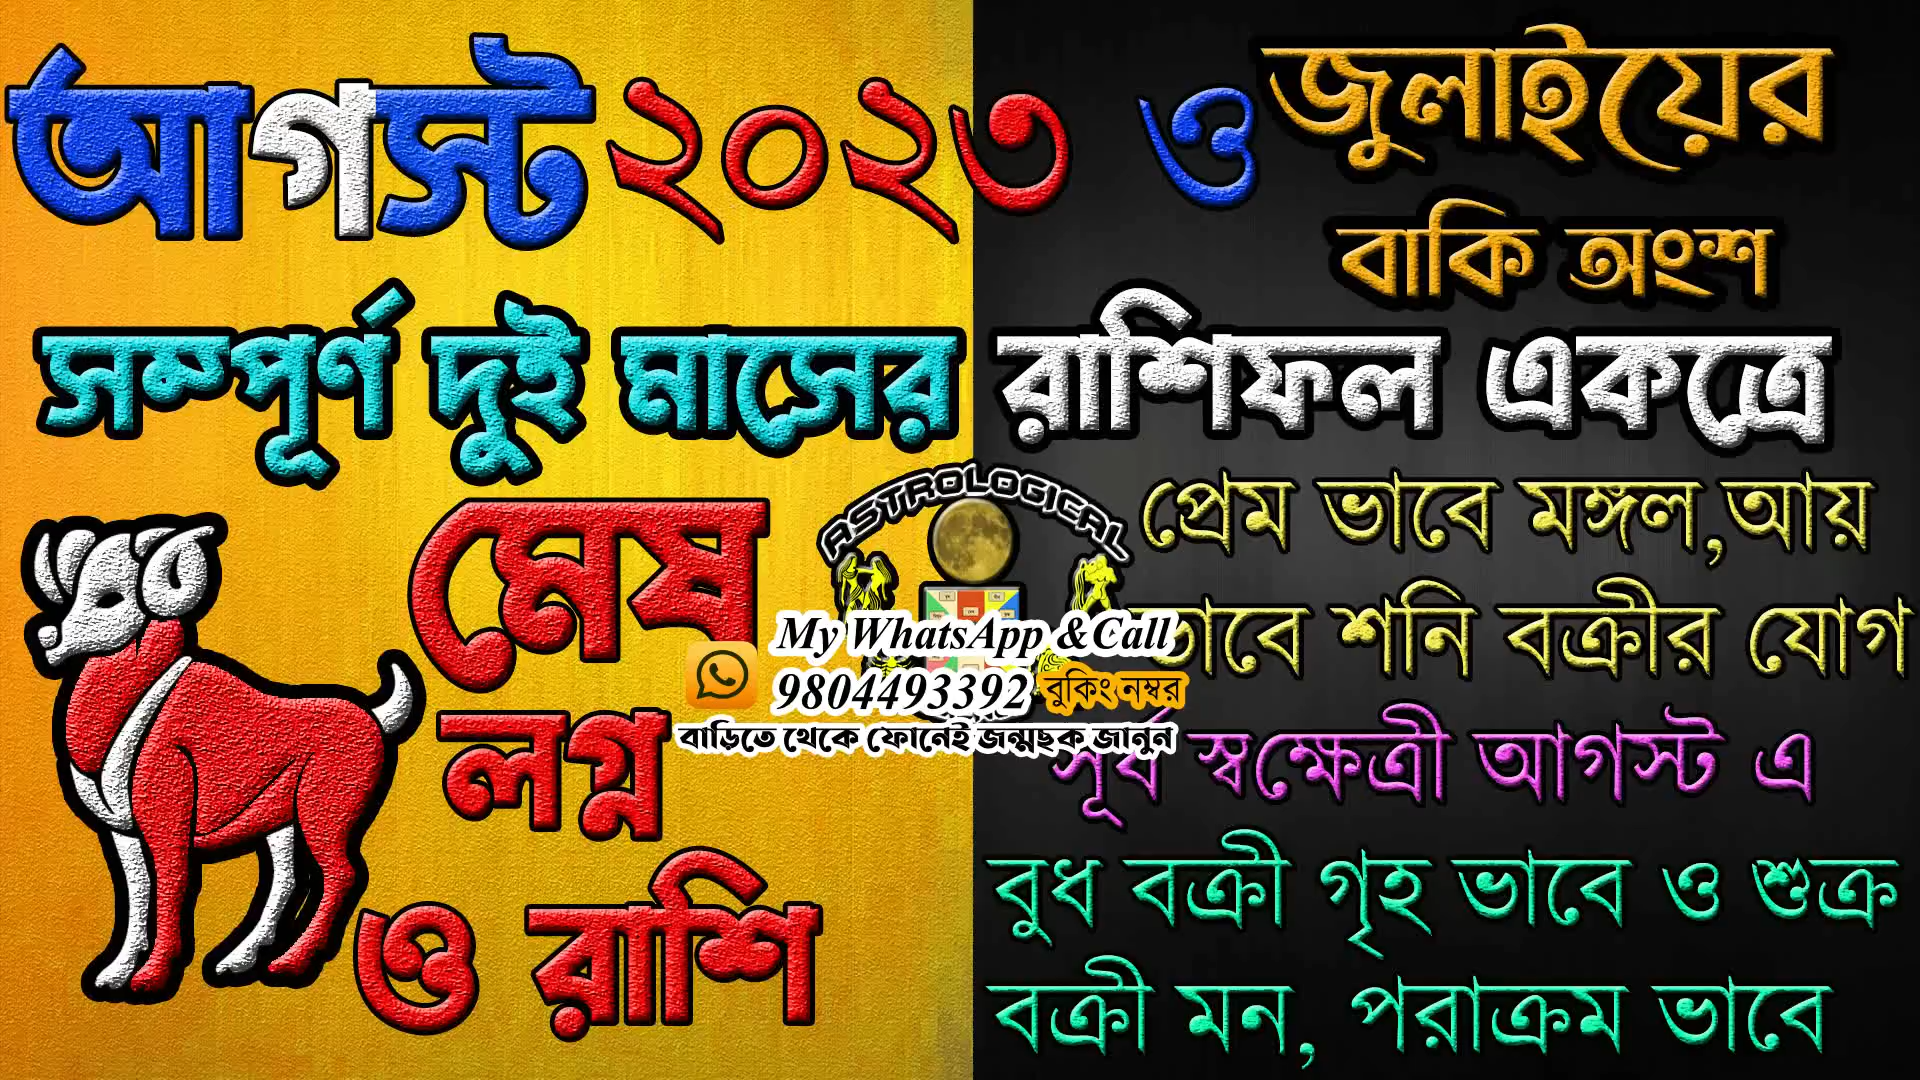 আগস্ট ২০২৩ ও জুলাইয়ের
বাকি অংশ
সম্পূর্ণ দুই মাসের রাশিফল একত্রে
মেষ
লগ্ন
ও রাশি
ASTROLOGICAL
My WhatsApp &Call
9804493392 বুকিং নম্বর
বাড়িতে থেকে ফোনেই জন্মছক জানুন
প্রেম ভাবে মঙ্গল,আয়
ভাবে শনি বক্রীর যোগ
সূর্য স্বক্ষেত্রী আগস্ট এ
বুধ বক্রী গৃহ ভাবে ও শুক্র
বক্রী মন, পরাক্রম ভাবে